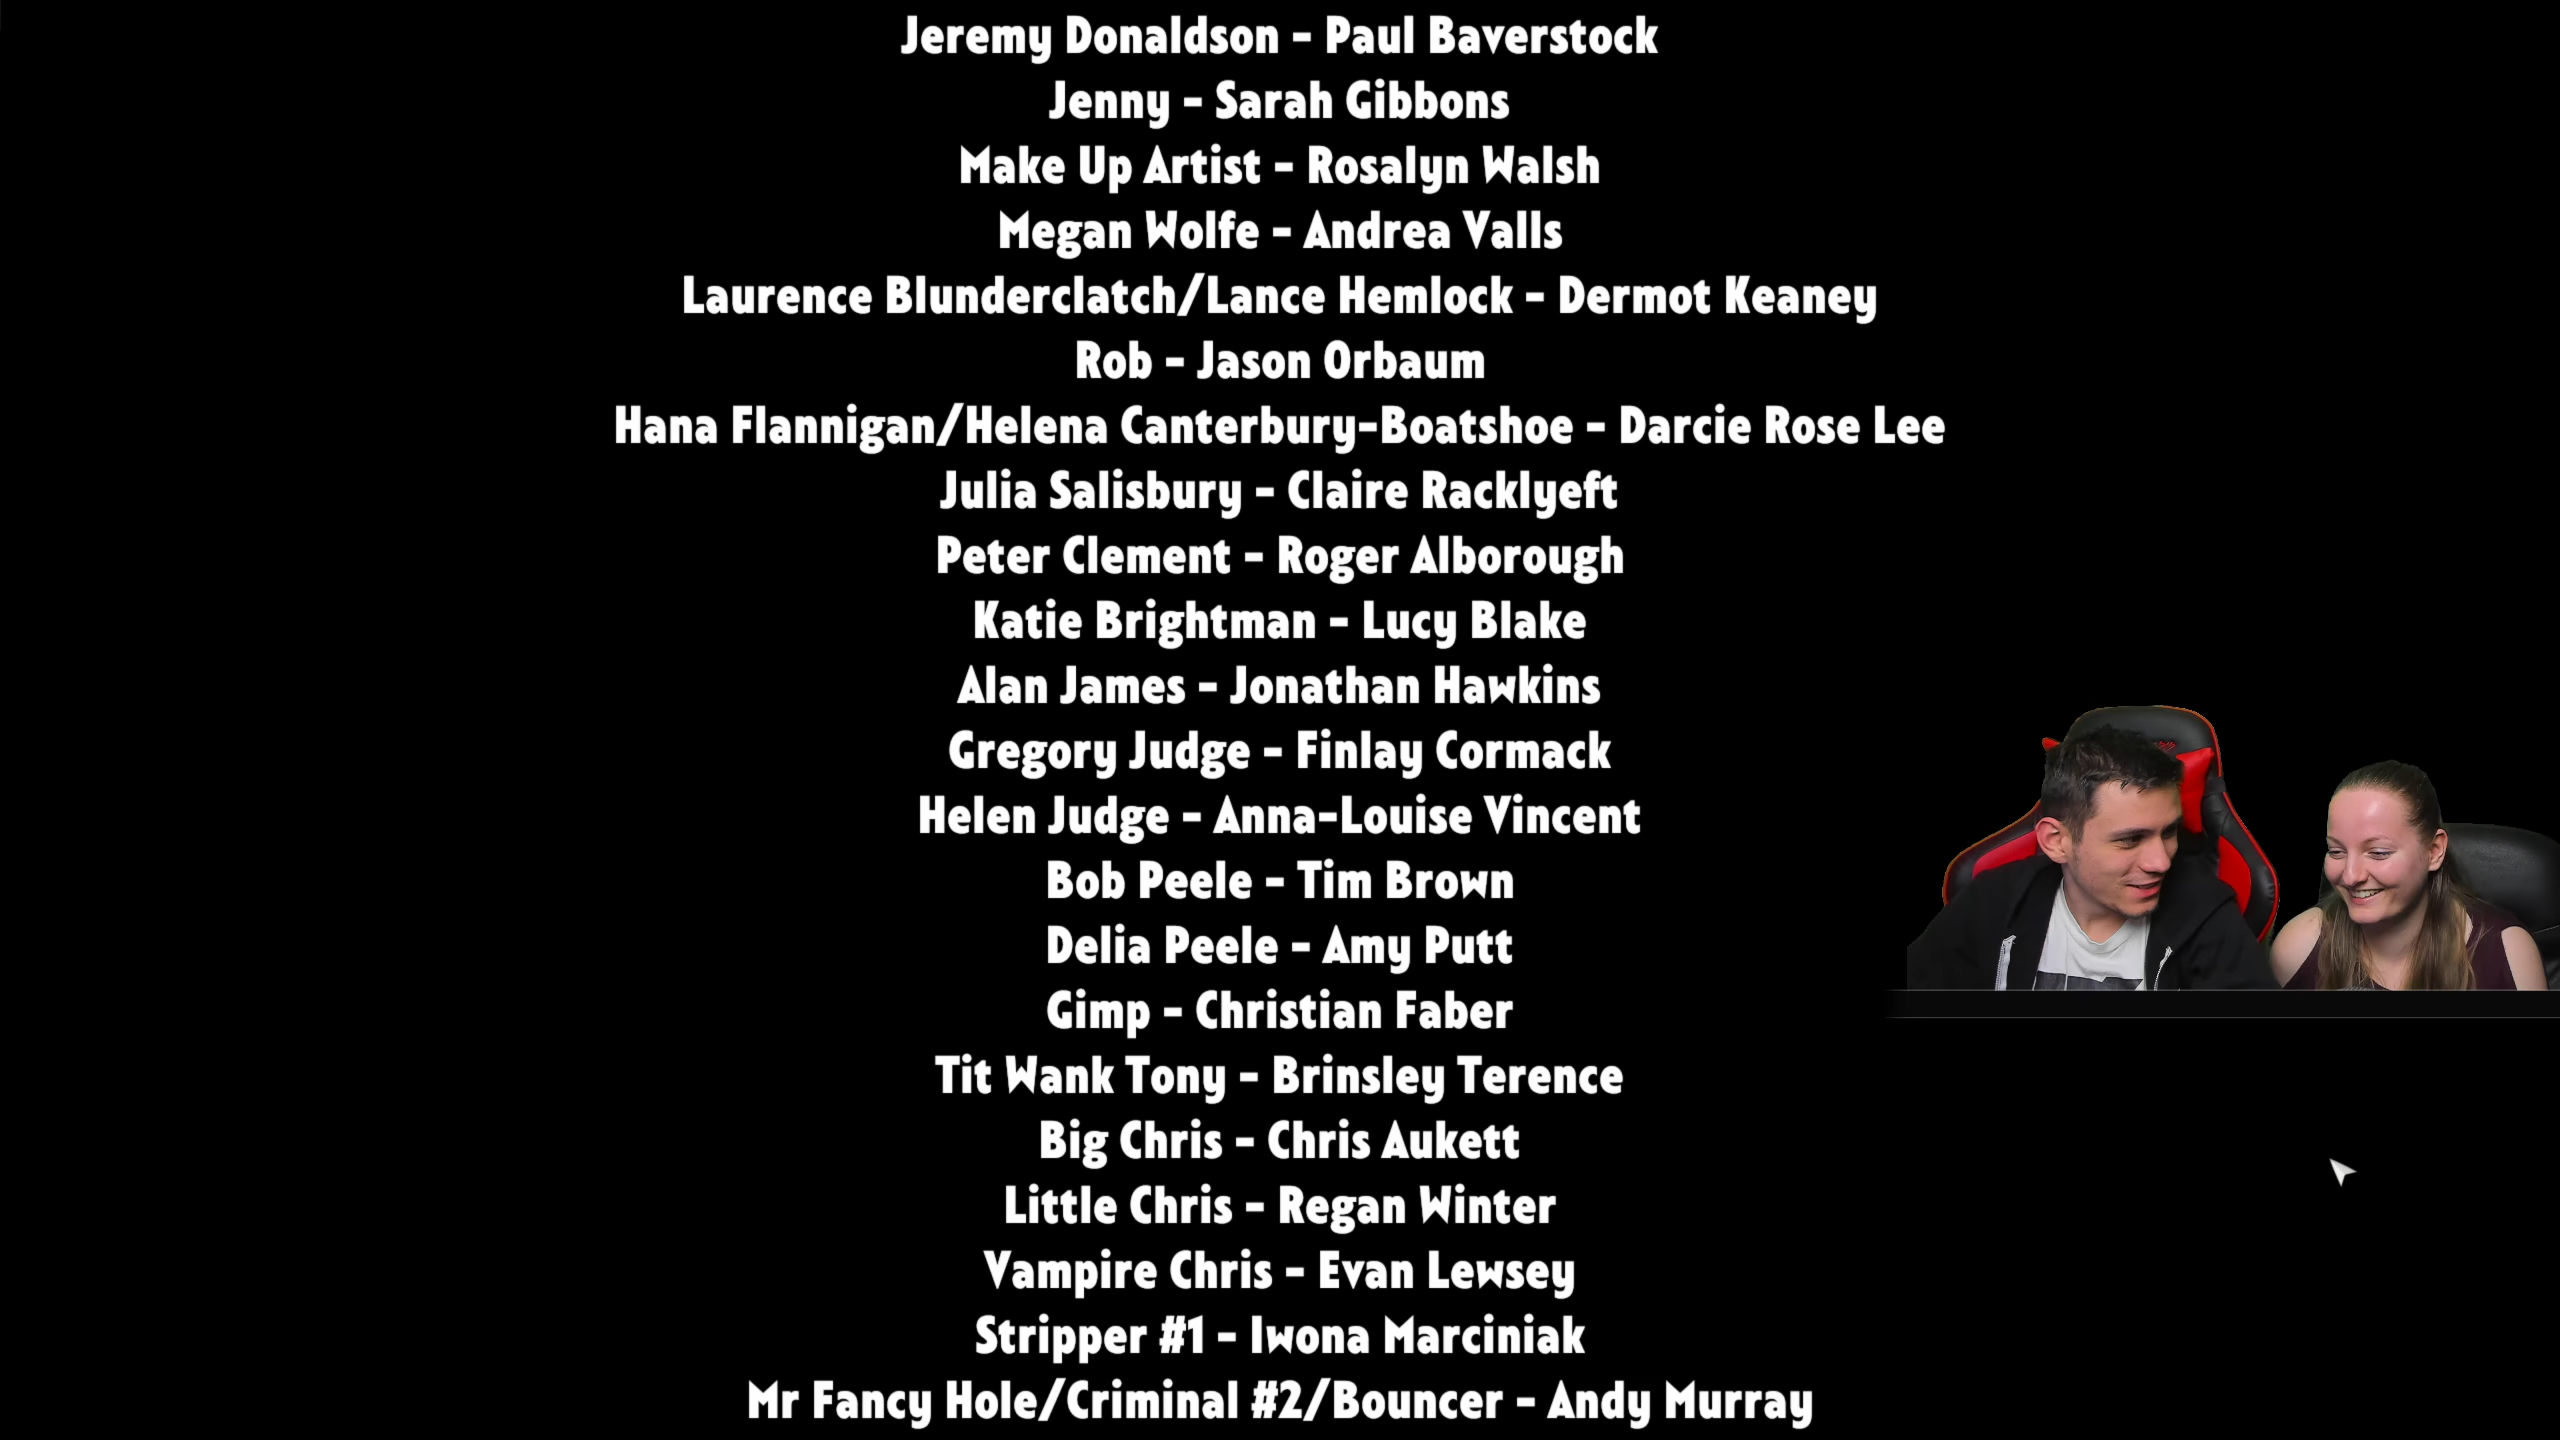 Jeremy Donaldson - Paul Baverstock
Jenny - Sarah Gibbons
Make Up Artist - Rosalyn Walsh
Megan Wolfe - Andrea Valls
Laurence Blunderclatch/Lance Hemlock - Dermot Keaney
Rob - Jason Orbaum
Hana Flannigan/Helena Canterbury-Boatshoe - Darcie Rose Lee
Julia Salisbury - Claire Racklyeft
Peter Clement - Roger Alborough
Katie Brightman - Lucy Blake
Alan James - Jonathan Hawkins
Gregory Judge - Finlay Cormack
Helen Judge - Anna-Louise Vincent
Bob Peele - Tim Brown
Delia Peele - Amy Putt
Gimp - Christian Faber
Tit Wank Tony - Brinsley Terence
Big Chris - Chris Aukett
Little Chris - Regan Winter
Vampire Chris - Evan Lewsey
Stripper #1 - Iwona Marciniak
Mr Fancy Hole/Criminal #2/Bouncer - Andy Murray